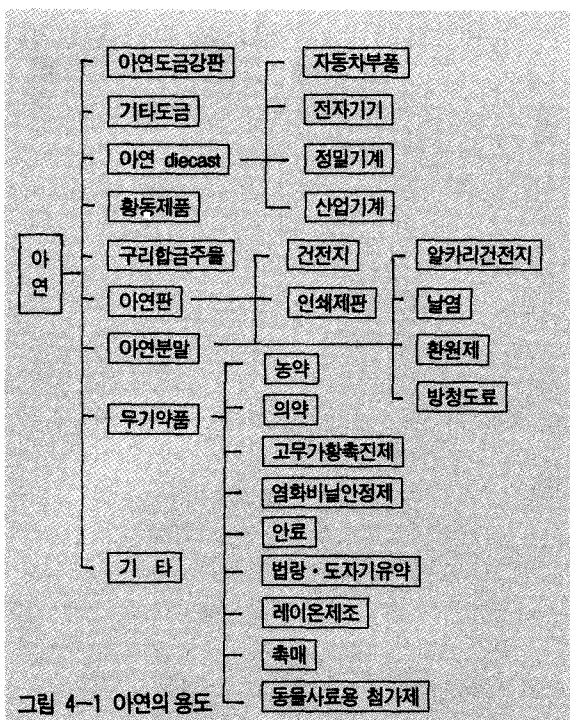 아연
아연도금강판
기타도금
아연 diecast
황동제품
구리합금주물
아연판
아연분말
무기약품
기 타
자동차부품
전자기기
정밀기계
산업기계
건전지
인쇄제판
알카리건전지
날염
환원제
방청도료
농약
의약
고무가황촉진제
염화비닐안정제
안료
법랑·도자기유약
레이온제조
촉매
동물사료용 첨가제
그림 4-1 아연의 용도